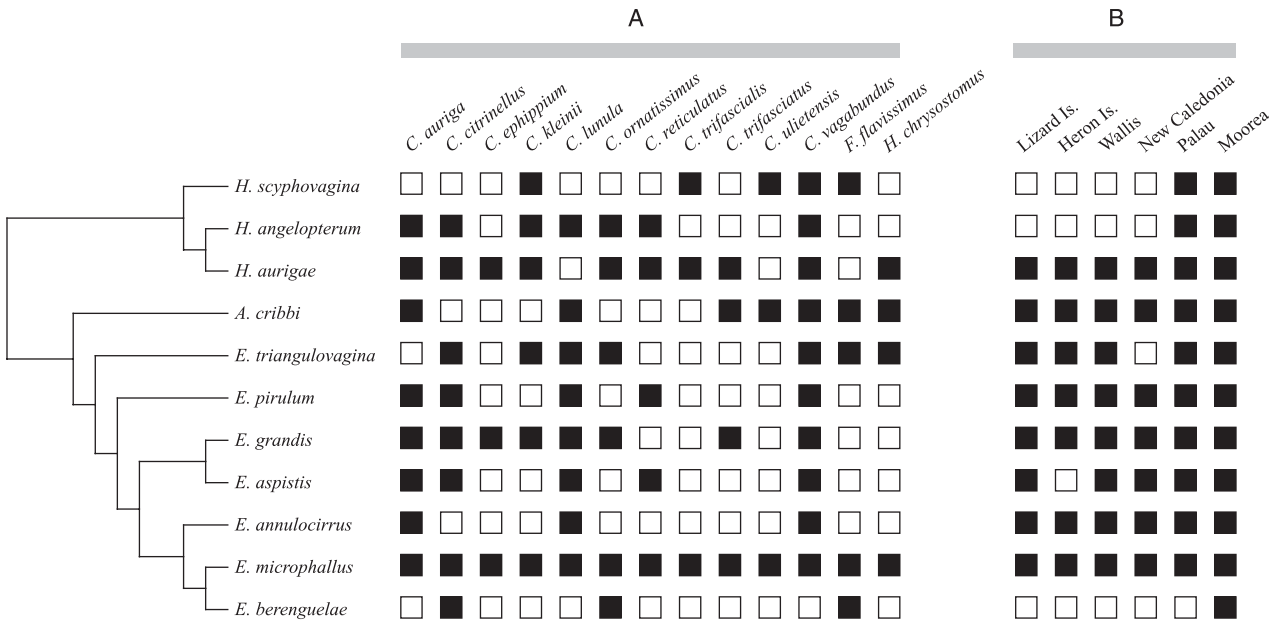 A
B
C. auriga
C. citrinellus
C. ephippium
C. kleinii
C. lunula
C. ornatissimus
C. reticulatus
C. trifascialis
C. trifasciatus
C. ulietensis
C. vagabundus
F. flavissimus
H. chrysostomus
Lizard Is.
Heron Is.
Wallis
New Caledonia
Palau
Moorea
H. scyphovagina
H. angelopterum
H. aurigae
A. cribbi
E. triangulovagina
E. pirulum
E. grandis
E. aspistis
E. annulocirrus
E. microphallus
E. berenguelae